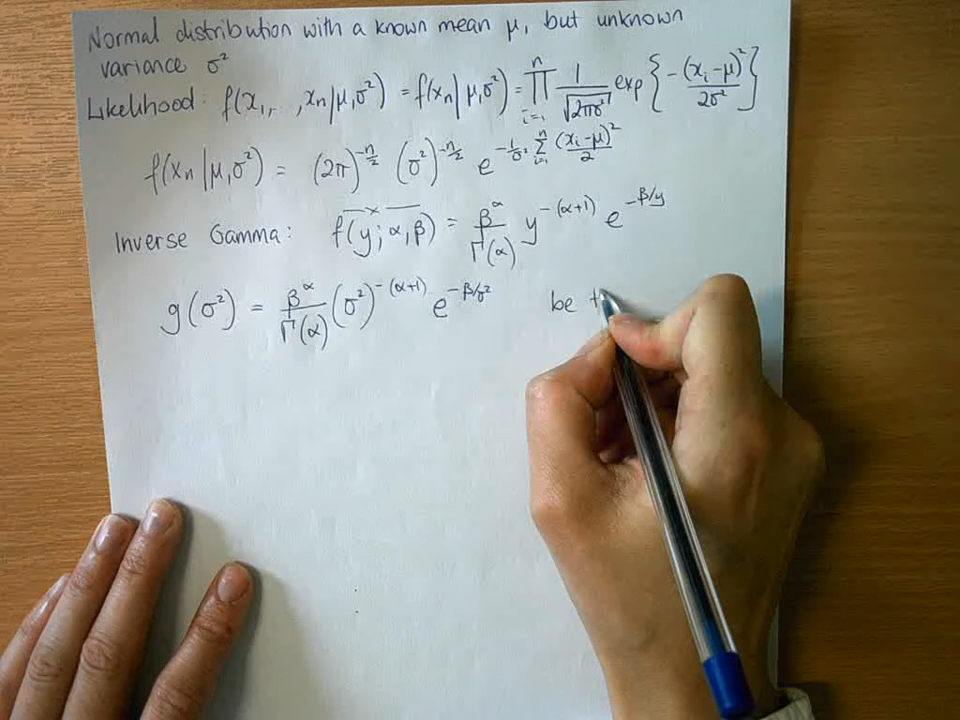 Normal distribution with a known mean μ, but unknown
variance σ²
Likelihood: f(x₁, . . , xₙ|μ,σ²) = f(xₙ|μ,σ²) = ∏ᵢ₌₁ⁿ 1/√(2πσ²) exp{-(xᵢ-μ)²/2σ²}
f(xₙ|μ,σ²) = (2π)^(-n/2) (σ²)^(-n/2) e^(-1/σ² ∑ᵢ₌₁ⁿ (xᵢ-μ)²/2)
Inverse Gamma: f(y; α, β) = β^α/Γ(α) y^(-(α+1)) e^(-β/y)
g(σ²) = β^α/Γ(α) (σ²)^(-(α+1)) e^(-β/σ²) be t